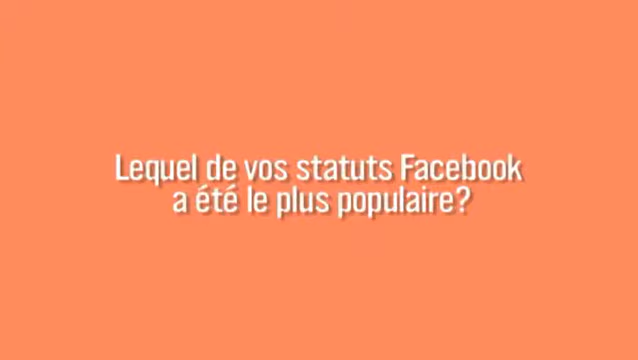 Lequel de vos statuts Facebook
a été le plus populaire?